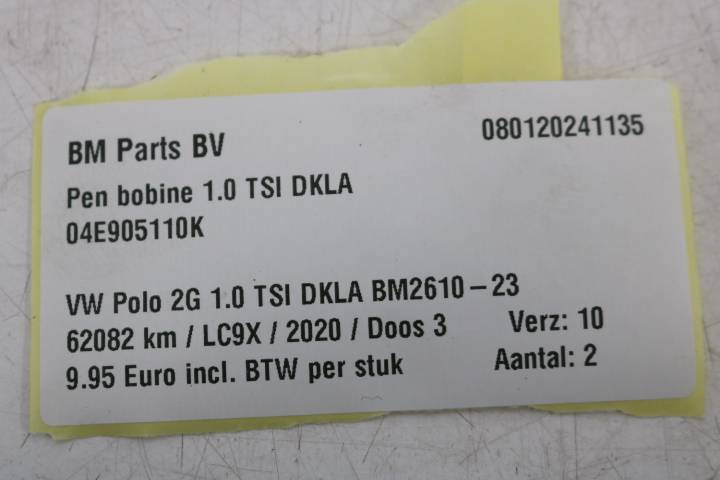 BM Parts BV 080120241135
Pen bobine 1.0 TSI DKLA
04E905110K
VW Polo 2G 1.0 TSI DKLA BM2610-23
62082 km / LC9X / 2020 / Doos 3 Verz: 10
9.95 Euro incl. BTW per stuk Aantal: 2